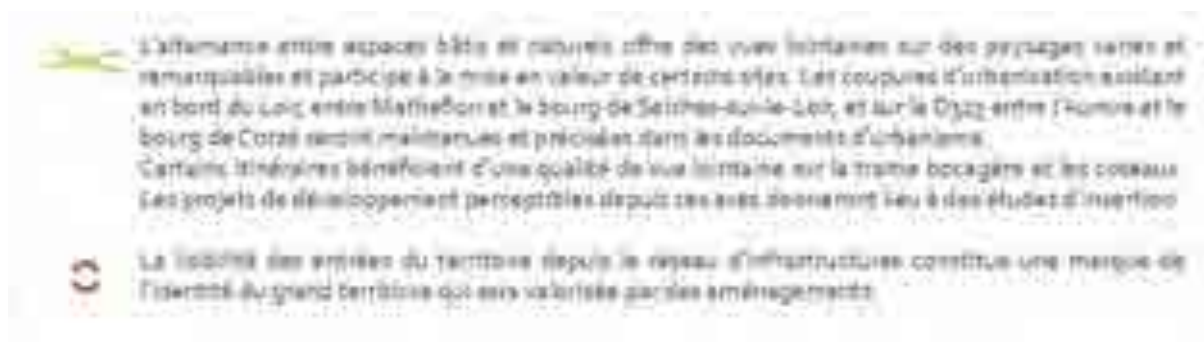 L'alternance entre espaces bâtis et naturels offre des vues lointaines sur des paysages variés et
remarquables et participe à la mise en valeur de certains sites. Les coupures d'urbanisation existant
en bord du Loir, entre Matheflon et le bourg de Seiches-sur-le-Loir, et sur la D323 entre l'Aumire et le
bourg de Corzé seront maintenues et précisées dans les documents d'urbanisme.
Certains itinéraires bénéficient d'une qualité de vue lointaine sur la trame bocagère et les coteaux
Les projets de développement perceptibles depuis ces axes donneront lieu à des études d'insertion
La lisibilité des entrées du territoire depuis le réseau d'infrastructures constitue une marque de
l'identité du grand territoire qui sera valorisée par des aménagements